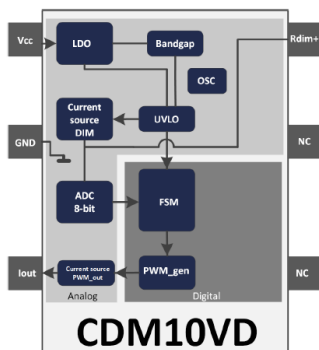 Vcc
LDO
Bandgap
Rdim+
OSC
Current
source
DIM
UVLO
GND
NC
ADC
8-bit
FSM
Iout
Current source
PWM_out
PWM_gen
NC
Analog
Digital
CDM10VD